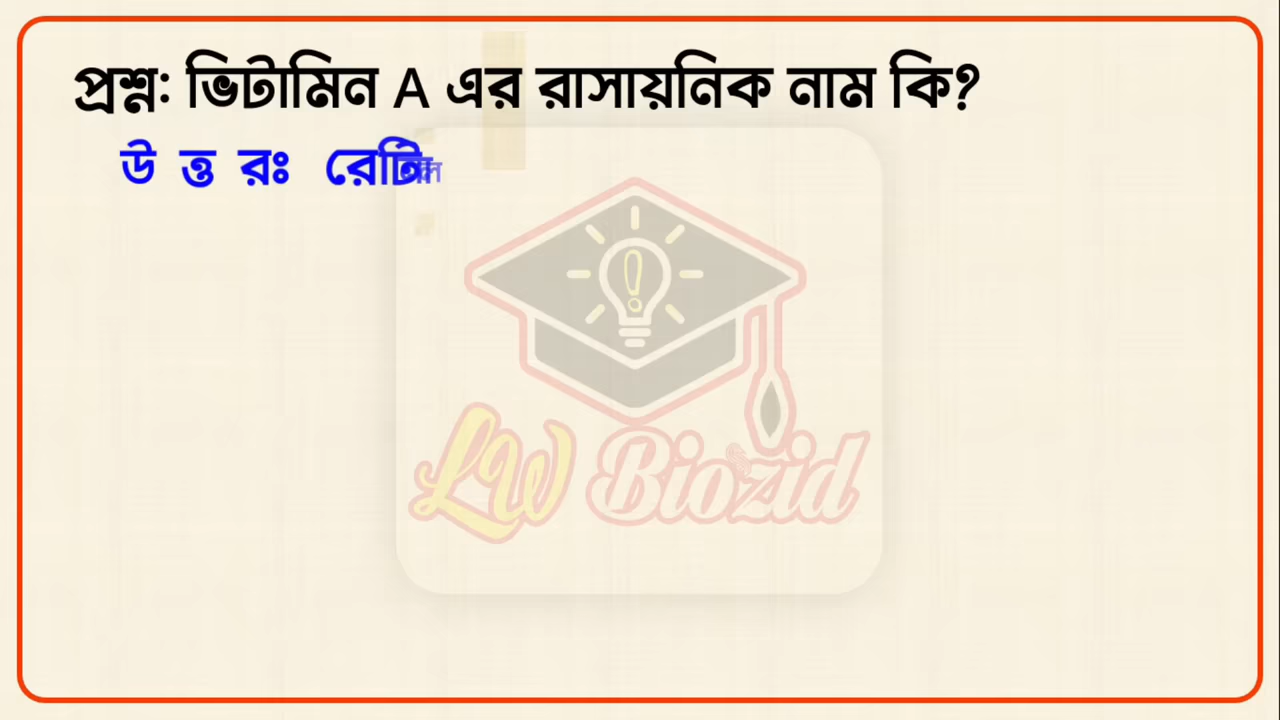 প্রশ্ন: ভিটামিন A এর রাসায়নিক নাম কি?
উ ত্ত রঃ
LW Biozid